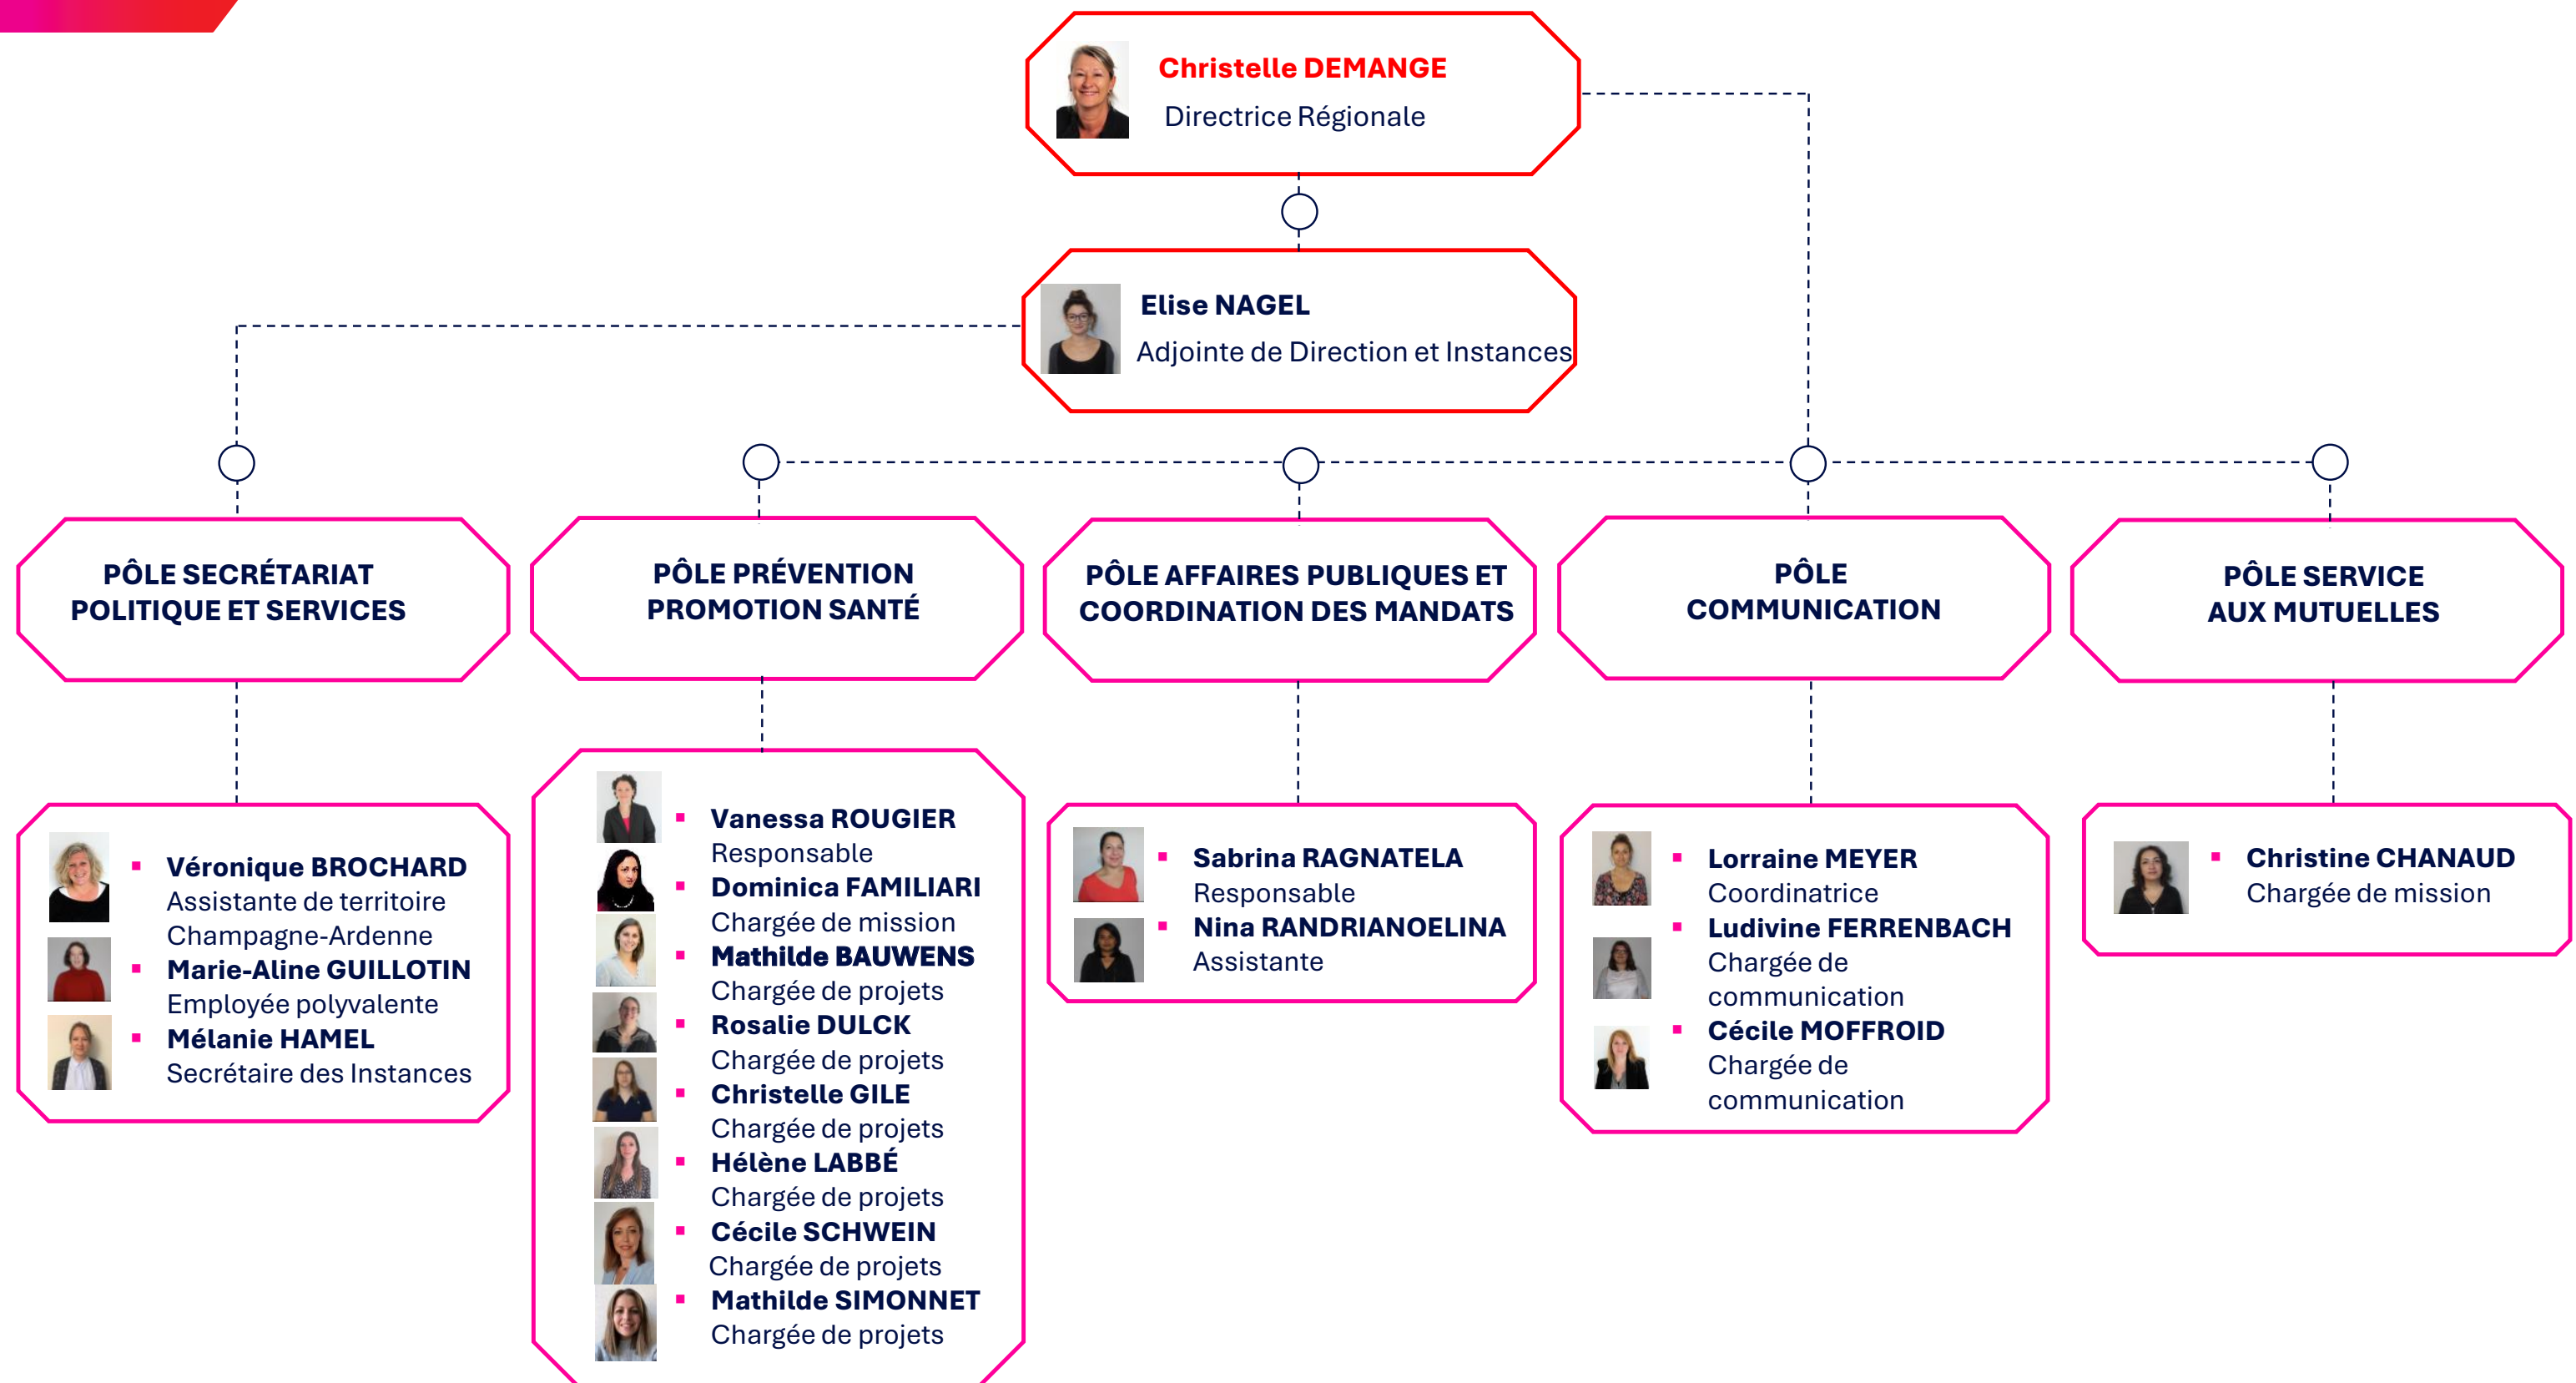 Christelle DEMANGE
Directrice Régionale
Elise NAGEL
Adjointe de Direction et Instances
PÔLE SECRÉTARIAT
POLITIQUE ET SERVICES
PÔLE PRÉVENTION
PROMOTION SANTÉ
PÔLE AFFAIRES PUBLIQUES ET
COORDINATION DES MANDATS
PÔLE
COMMUNICATION
PÔLE SERVICE
AUX MUTUELLES
▪ Véronique BROCHARD
Assistante de territoire
Champagne-Ardenne
▪ Marie-Aline GUILLOTIN
Employée polyvalente
▪ Mélanie HAMEL
Secrétaire des Instances
▪ Vanessa ROUGIER
Responsable
▪ Dominica FAMILIARI
Chargée de mission
▪ Mathilde BAUWENS
Chargée de projets
▪ Rosalie DULCK
Chargée de projets
▪ Christelle GILE
Chargée de projets
▪ Hélène LABBÉ
Chargée de projets
▪ Cécile SCHWEIN
Chargée de projets
▪ Mathilde SIMONNET
Chargée de projets
▪ Sabrina RAGNATELA
Responsable
▪ Nina RANDRIANOELINA
Assistante
▪ Lorraine MEYER
Coordinatrice
▪ Ludivine FERRENBACH
Chargée de
communication
▪ Cécile MOFFROID
Chargée de
communication
▪ Christine CHANAUD
Chargée de mission